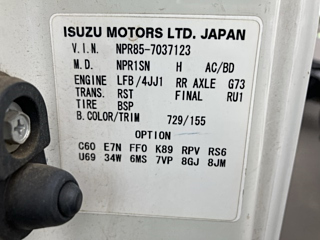 ISUZU MOTORS LTD. JAPAN
V.I.N. NPR85-7037123
M.D. NPR1SN H AC/BD
ENGINE LFB/4JJ1 RR AXLE G73
TRANS. RST FINAL RU1
TIRE BSP
B.COLOR/TRIM 729/155
OPTION
C60 E7N FF0 K89 RPV RS6
U69 34W 6MS 7VP 8GJ 8JM